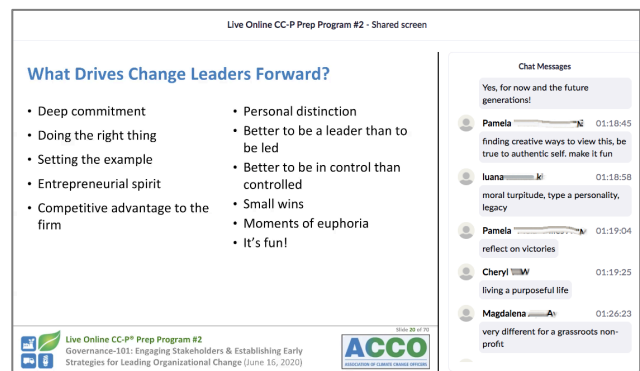 Live Online CC-P Prep Program #2 - Shared screen
What Drives Change Leaders Forward?
• Deep commitment
• Doing the right thing
• Setting the example
• Entrepreneurial spirit
• Competitive advantage to the
firm
• Personal distinction
• Better to be a leader than to
be led
• Better to be in control than
controlled
• Small wins
• Moments of euphoria
• It's fun!
Slide 20 of 70
Live Online CC-P® Prep Program #2
Governance-101: Engaging Stakeholders & Establishing Early
Strategies for Leading Organizational Change (June 16, 2020)
ACCO
ASSOCIATION OF CLIMATE CHANGE OFFICERS
Chat Messages
Yes, for now and the future
generations!
Pamela 01:18:45
finding creative ways to view this, be
true to authentic self. make it fun
luana 01:18:58
moral turpitude, type a personality,
legacy
Pamela 01:19:04
reflect on victories
Cheryl W 01:19:25
living a purposeful life
Magdalena A 01:26:23
very different for a grassroots non-
profit